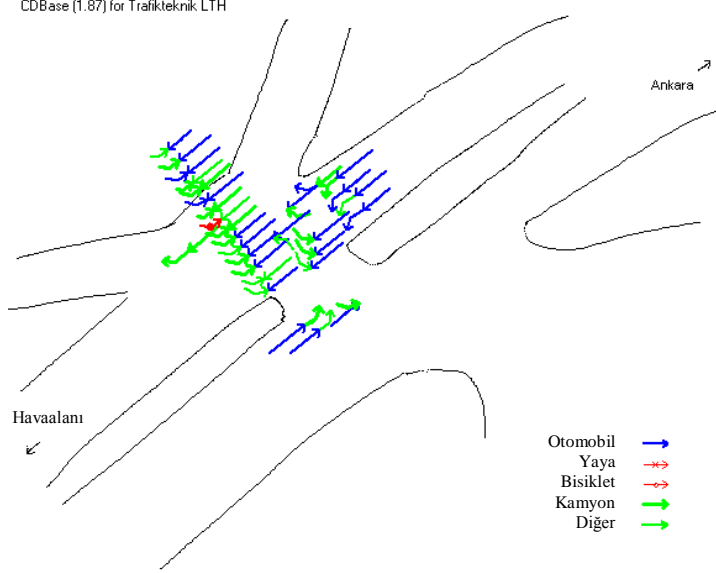 CDBase (1.87) for Trafikteknik LTH
Ankara
Havaalanı
Otomobil
Yaya
Bisiklet
Kamyon
Diğer